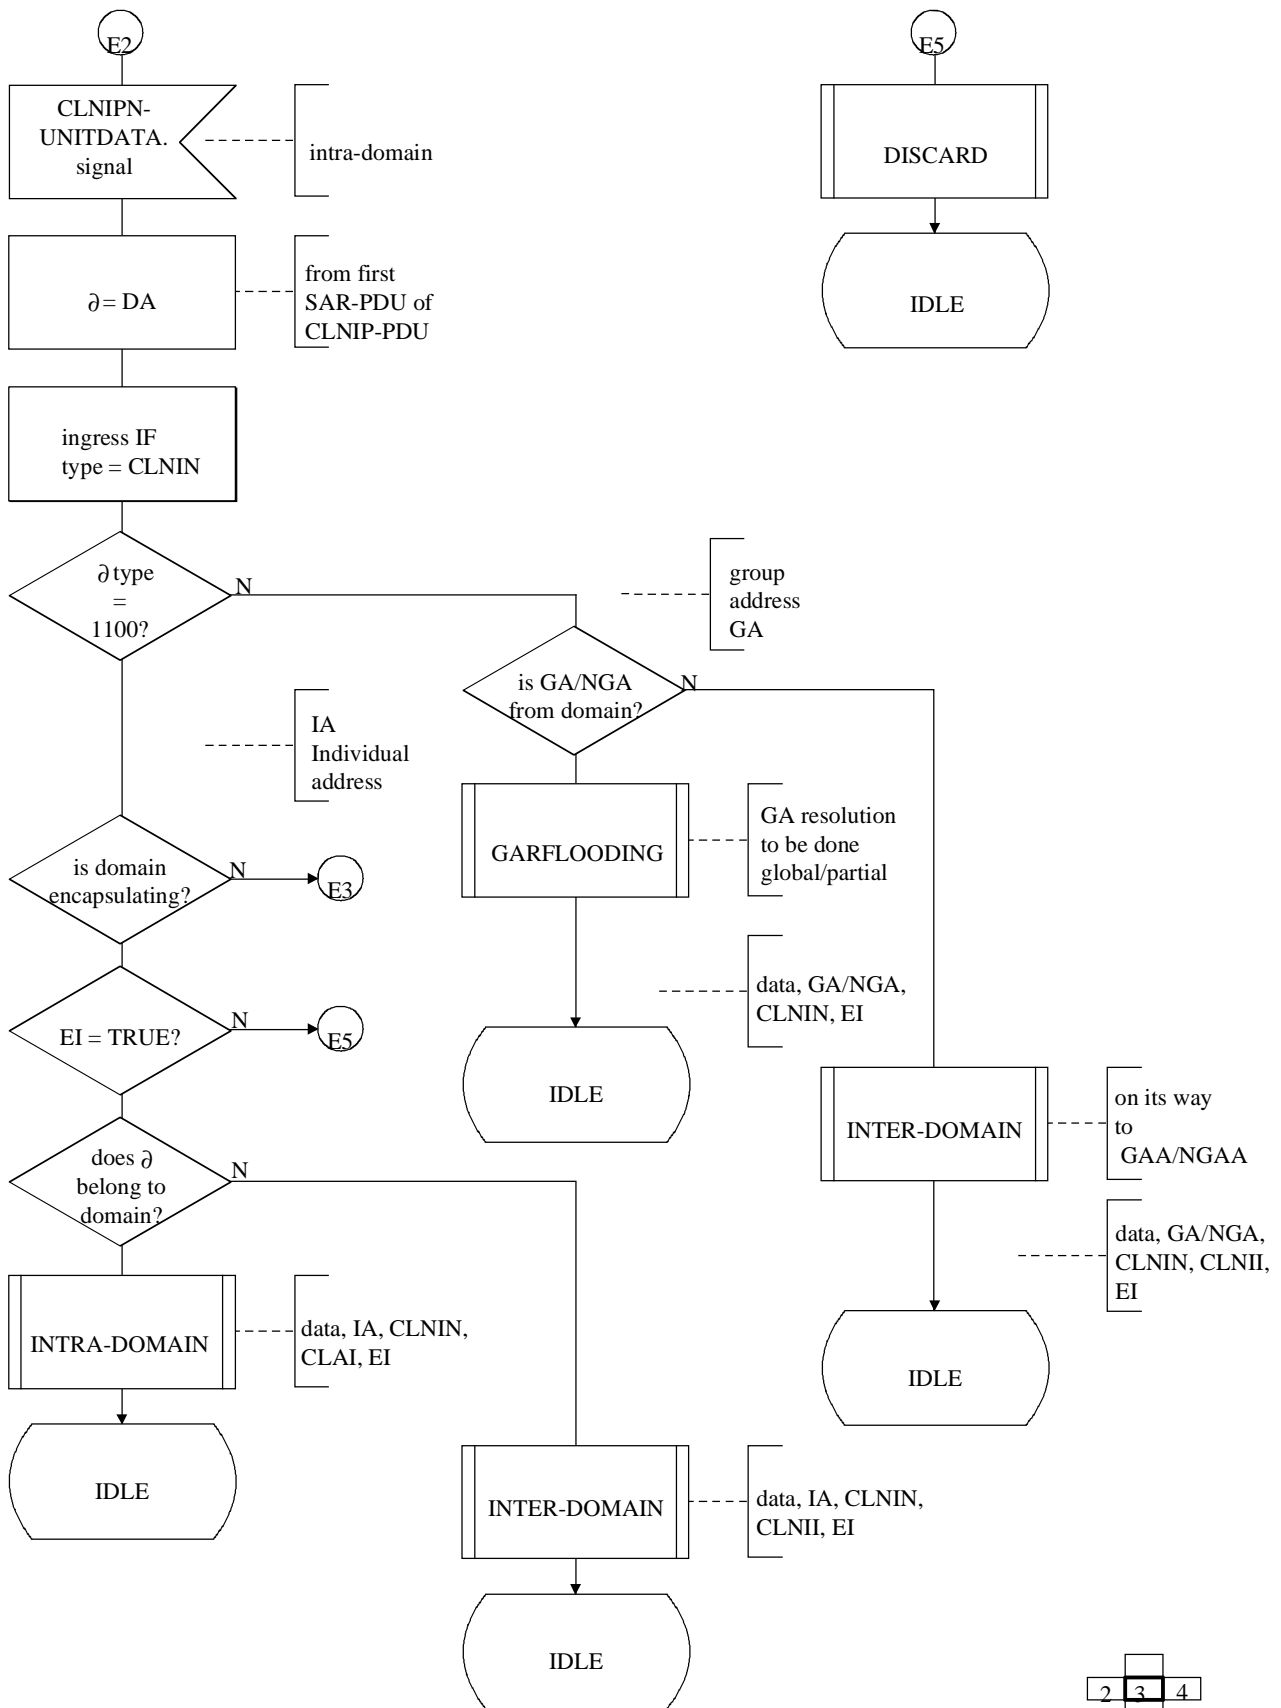 E2
CLNIPN-
UNITDATA.
signal
intra-domain
∂= DA
from first
SAR-PDU of
CLNIP-PDU
ingress IF
type = CLNIN
∂ type
=
1100?
N
group
address
GA
IA
Individual
address
is GA/NGA
from domain?
N
is domain
encapsulating?
N
E3
GARFLOODING
GA resolution
to be done
global/partial
data, GA/NGA,
CLNIN, EI
IDLE
EI = TRUE?
N
E5
does ∂
belong to
domain?
N
INTER-DOMAIN
on its way
to
GAA/NGAA
data, GA/NGA,
CLNIN, CLNII,
EI
IDLE
INTRA-DOMAIN
data, IA, CLNIN,
CLAI, EI
IDLE
INTER-DOMAIN
data, IA, CLNIN,
CLNII, EI
IDLE
E5
DISCARD
IDLE
2 3 4